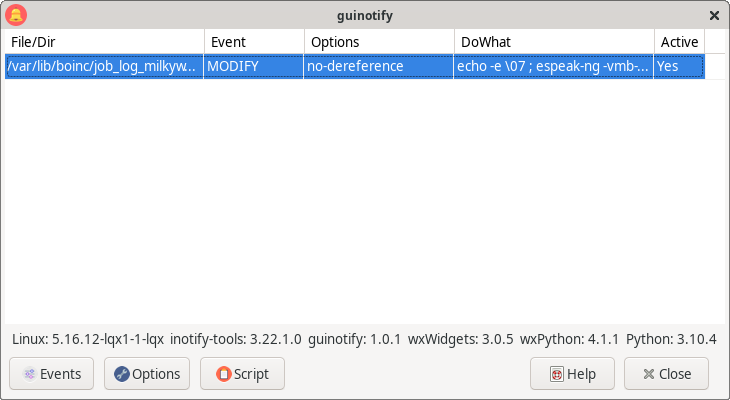 guinotify
File/Dir Event Options DoWhat Active
/var/lib/boinc/job_log_milkyw... MODIFY no-dereference echo -e \07 ; espeak-ng -vmb-... Yes
Linux: 5.16.12-lqx1-1-lqx inotify-tools: 3.22.1.0 guinotify: 1.0.1 wxWidgets: 3.0.5 wxPython: 4.1.1 Python: 3.10.4
Events Options Script Help Close